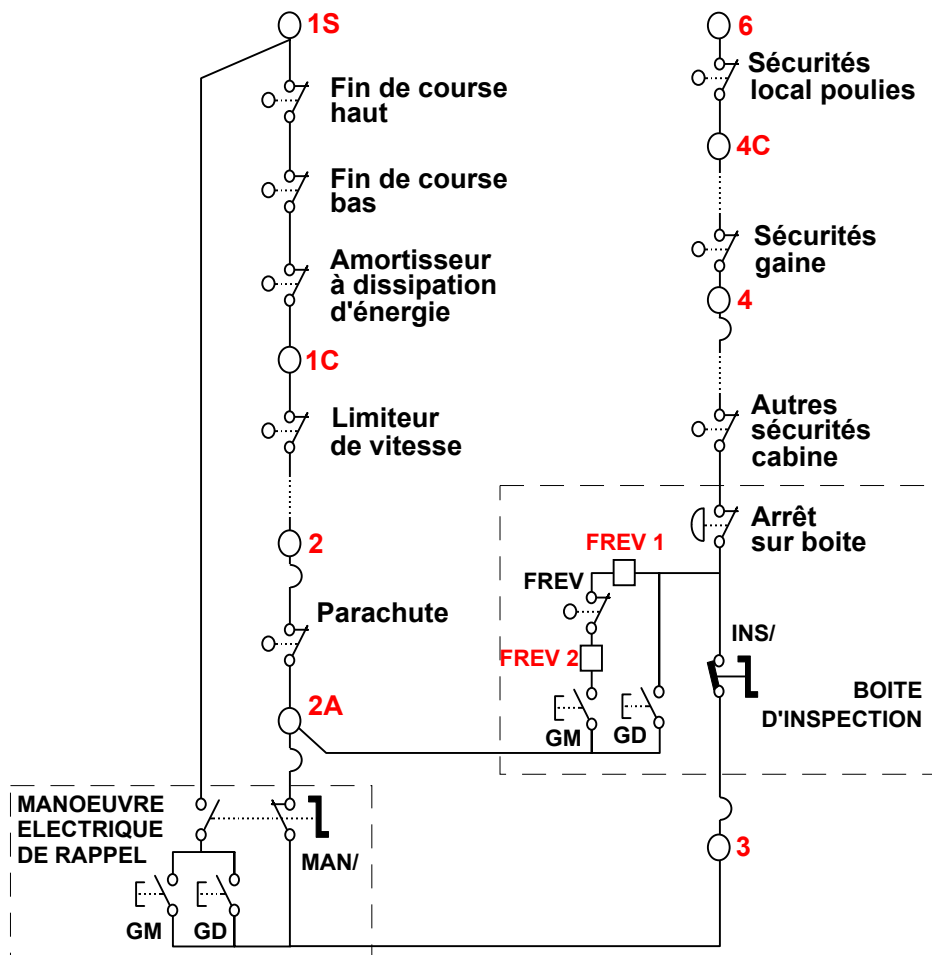 1S
Fin de course
haut
Fin de course
bas
Amortisseur
à dissipation
d'énergie
1C
Limiteur
de vitesse
2
Parachute
2A
MANOEUVRE
ELECTRIQUE
DE RAPPEL
MAN/
GM
GD
6
Sécurités
local poulies
4C
Sécurités
gaine
4
Autres
sécurités
cabine
Arrêt
sur boite
FREV 1
FREV
FREV 2
GM
GD
INS/
BOITE
D'INSPECTION
3